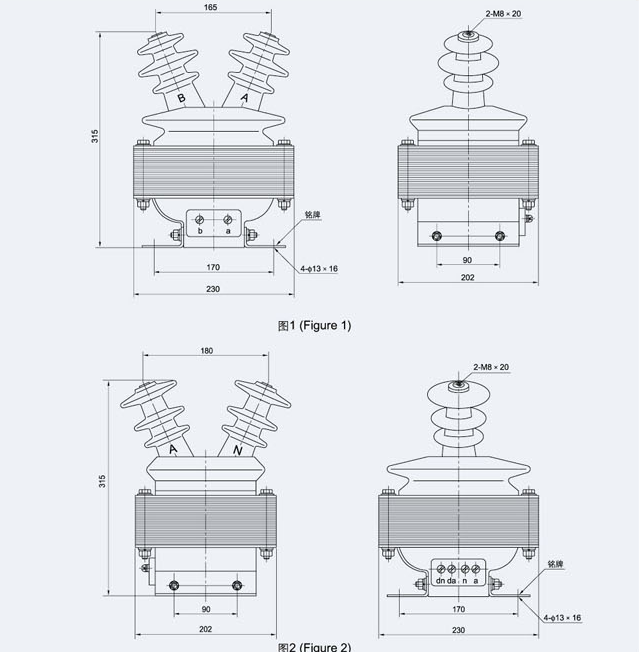 165
2-M8 × 20
B
A
315
b
a
铭牌
170
4-φ13 × 16
230
90
202
图1 (Figure 1)
180
2-M8 × 20
A
N
315
dn da n a
铭牌
90
202
170
4-φ13 × 16
230
图2 (Figure 2)